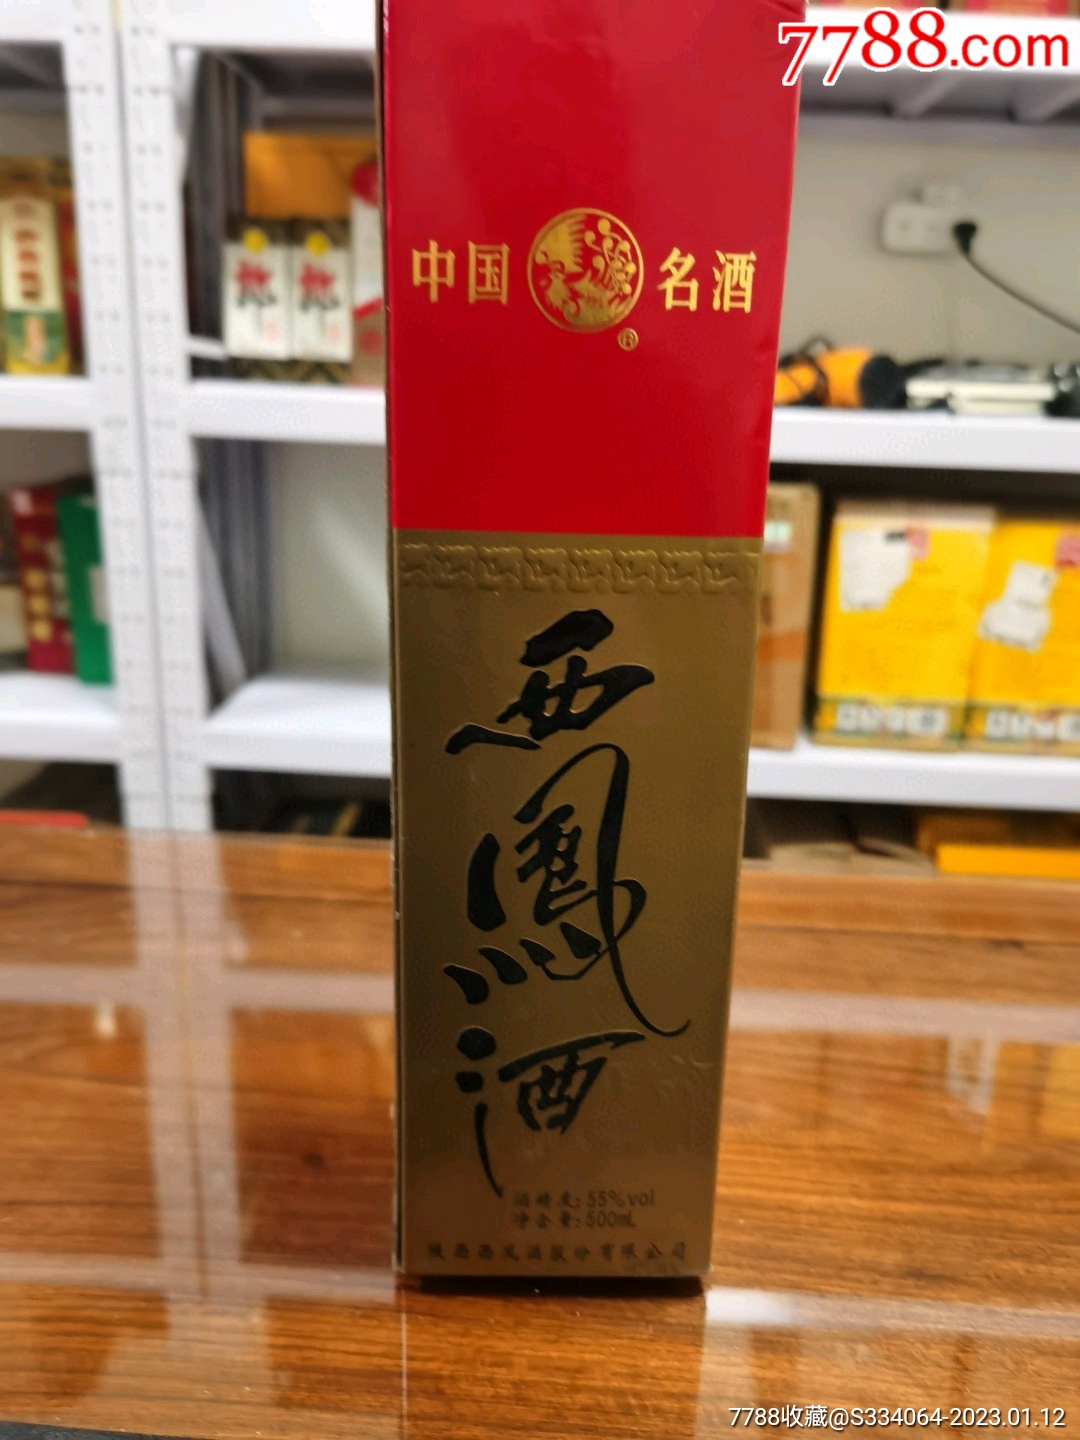 7788.com
中国 名酒
®
西鳳酒
酒精度:55%vol
净含量:500mL
陕西西凤酒股份有限公司
郎 郎
7788收藏@S334064-2023.01.12